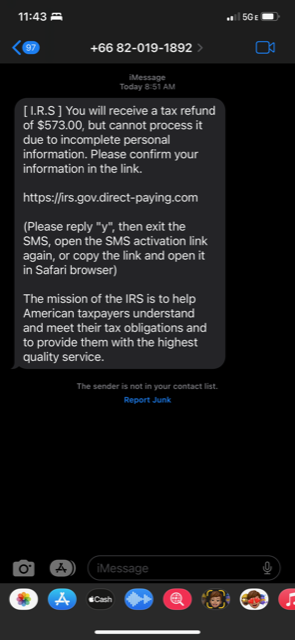 11:43
5GE
97
+66 82-019-1892
iMessage
Today 8:51 AM
[ I.R.S ] You will receive a tax refund
of $573.00, but cannot process it
due to incomplete personal
information. Please confirm your
information in the link.
https://irs.gov.direct-paying.com
(Please reply "y", then exit the
SMS, open the SMS activation link
again, or copy the link and open it
in Safari browser)
The mission of the IRS is to help
American taxpayers understand
and meet their tax obligations and
to provide them with the highest
quality service.
The sender is not in your contact list.
Report Junk
iMessage
Cash